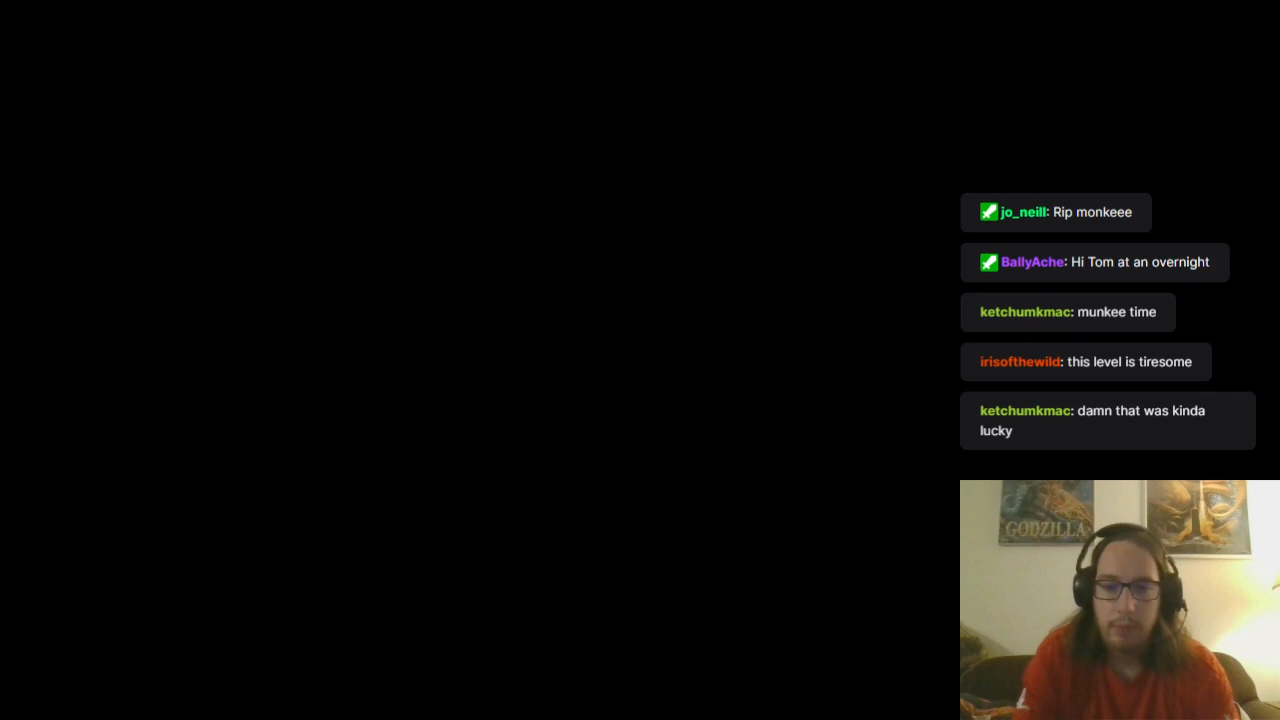 jo_neill: Rip monkeee
BallyAche: Hi Tom at an overnight
ketchumkmac: munkee time
irisofthewild: this level is tiresome
ketchumkmac: damn that was kinda
lucky
GODZILLA